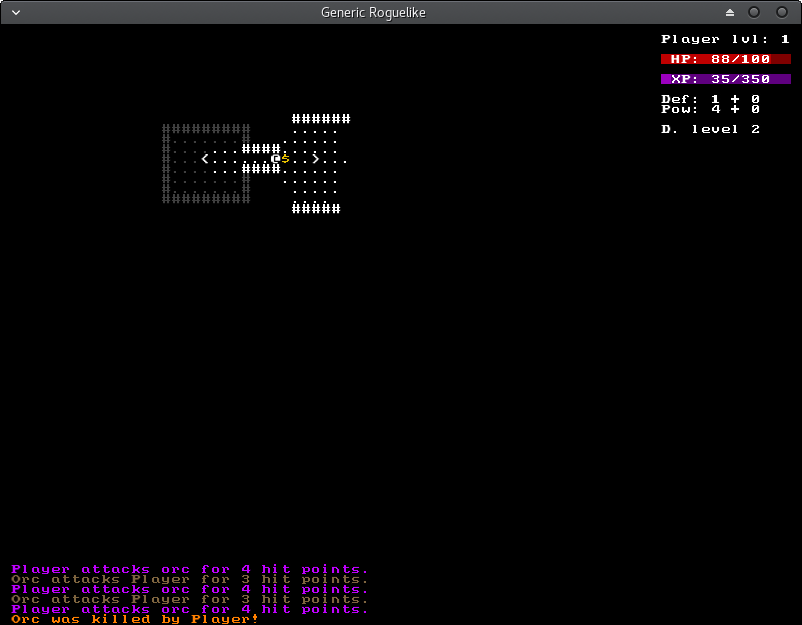 Generic Roguelike
Player lvl: 1
HP: 88/100
XP: 35/350
Def: 1 + 0
Pow: 4 + 0
D. level 2
Player attacks orc for 4 hit points.
Orc attacks Player for 3 hit points.
Player attacks orc for 4 hit points.
Orc attacks Player for 3 hit points.
Player attacks orc for 4 hit points.
Orc was killed by Player!